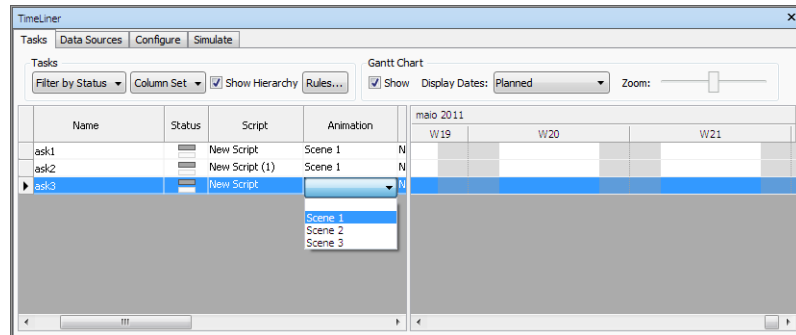 TimeLiner
Tasks Data Sources Configure Simulate
Tasks Gantt Chart
Filter by Status Column Set Show Hierarchy Rules... Show Display Dates: Planned Zoom:
Name Status Script Animation maio 2011
W19 W20 W21
ask1 New Script Scene 1 N
ask2 New Script (1) Scene 1 N
ask3 New Script N
Scene 1
Scene 2
Scene 3